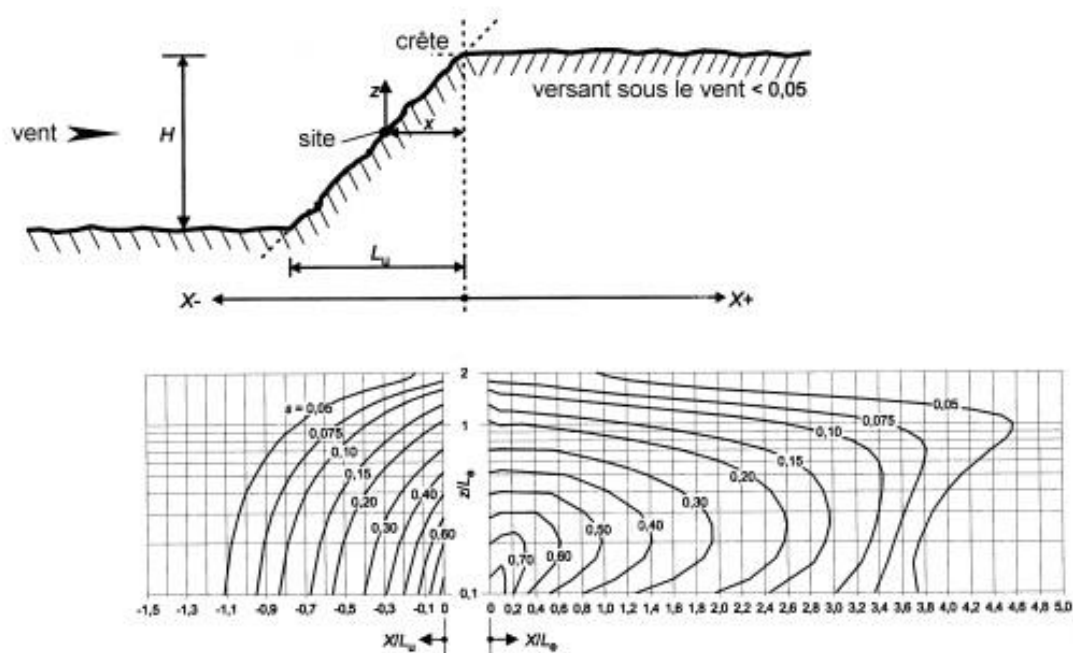 crête
versant sous le vent < 0,05
z
x
site
vent
H
Lu
X-
X+
2
1
0,1
z/Le
s = 0,05
0,075
0,10
0,15
0,20
0,30
0,40
0,60
0,05
0,075
0,10
0,15
0,20
0,30
0,40
0,50
0,60
0,70
-1,5 -1,3 -1,1 -0,9 -0,7 -0,5 -0,3 -0,1 0
0 0,2 0,4 0,6 0,8 1,0 1,2 1,4 1,6 1,8 2,0 2,2 2,4 2,6 2,8 3,0 3,2 3,4 3,6 3,8 4,0 4,2 4,4 4,6 4,8 5,0
X/Lu
X/Le